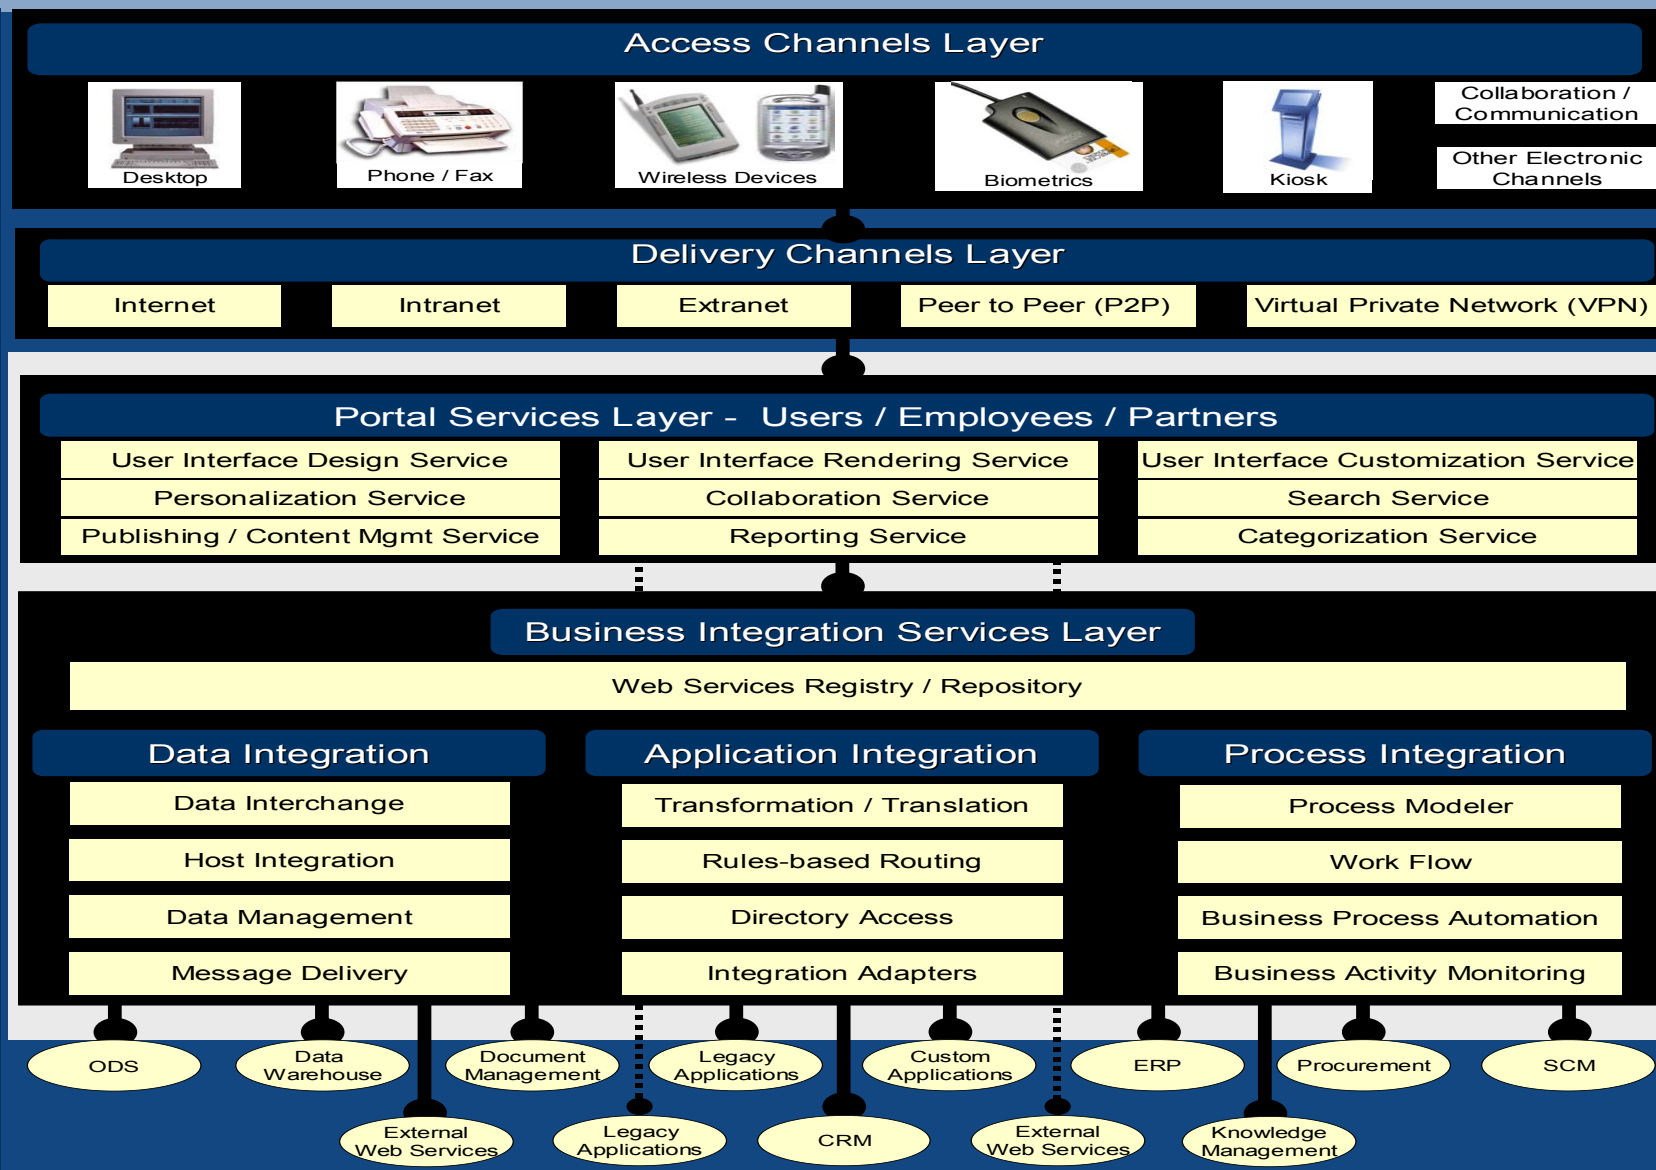 Access Channels Layer
Desktop
Phone / Fax
Wireless Devices
Biometrics
Kiosk
Collaboration /
Communication
Other Electronic
Channels
Delivery Channels Layer
Internet
Intranet
Extranet
Peer to Peer (P2P)
Virtual Private Network (VPN)
Portal Services Layer - Users / Employees / Partners
User Interface Design Service
User Interface Rendering Service
User Interface Customization Service
Personalization Service
Collaboration Service
Search Service
Publishing / Content Mgmt Service
Reporting Service
Categorization Service
Business Integration Services Layer
Web Services Registry / Repository
Data Integration
Application Integration
Process Integration
Data Interchange
Transformation / Translation
Process Modeler
Host Integration
Rules-based Routing
Work Flow
Data Management
Directory Access
Business Process Automation
Message Delivery
Integration Adapters
Business Activity Monitoring
ODS
Data
Warehouse
Document
Management
Legacy
Applications
Custom
Applications
ERP
Procurement
SCM
External
Web Services
Legacy
Applications
CRM
External
Web Services
Knowledge
Management